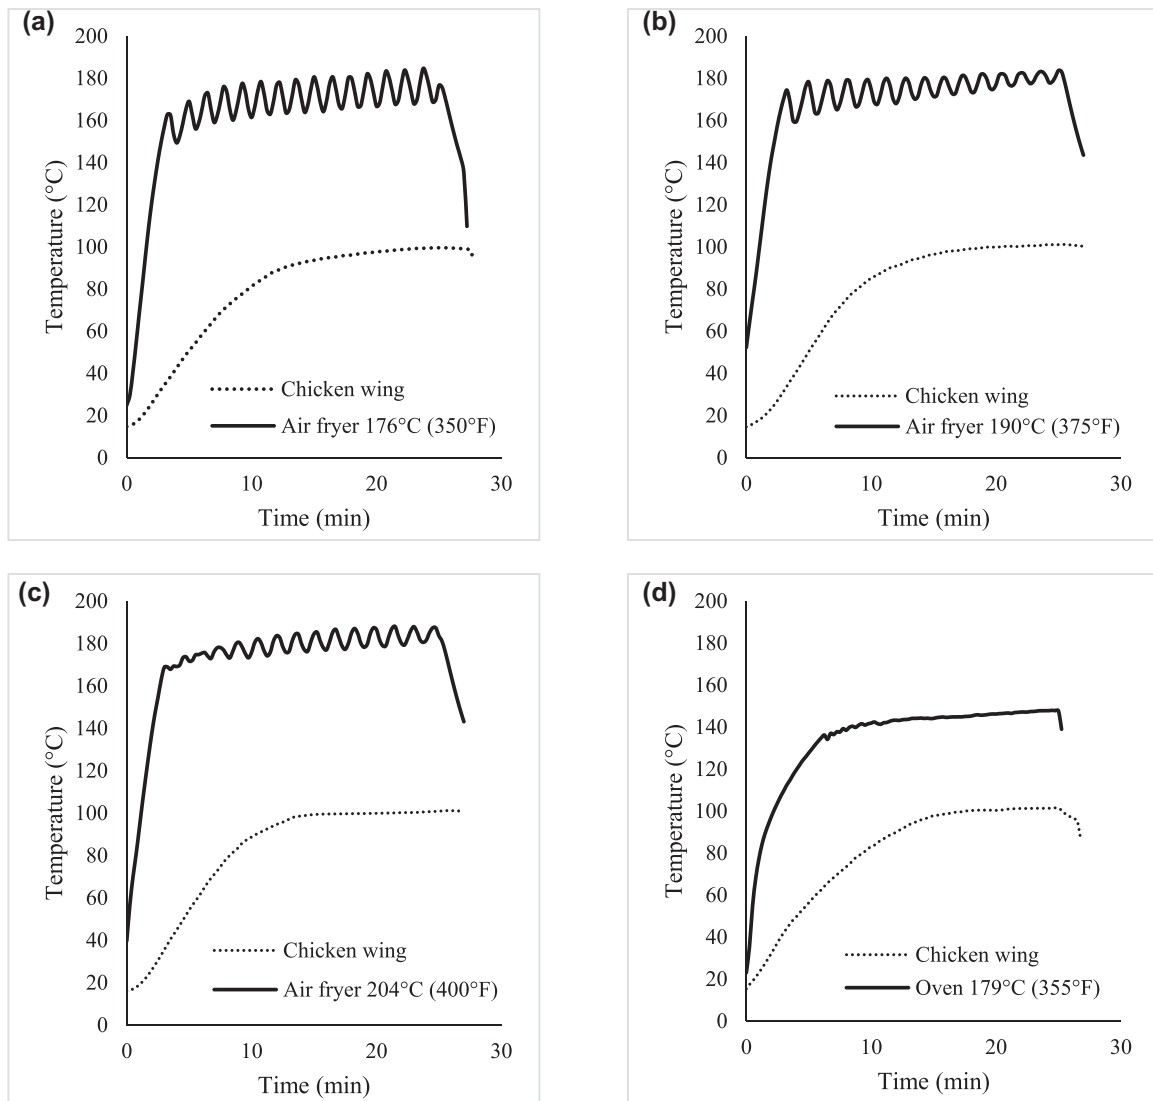 (a)
200
180
160
140
120
100
80
60
40
20
0
Temperature (°C)
Chicken wing
Air fryer 176°C (350°F)
0 10 20 30
Time (min)
(b)
200
180
160
140
120
100
80
60
40
20
0
Temperature (°C)
Chicken wing
Air fryer 190°C (375°F)
0 10 20 30
Time (min)
(c)
200
180
160
140
120
100
80
60
40
20
0
Temperature (°C)
Chicken wing
Air fryer 204°C (400°F)
0 10 20 30
Time (min)
(d)
200
180
160
140
120
100
80
60
40
20
0
Temperature (°C)
Chicken wing
Oven 179°C (355°F)
0 10 20 30
Time (min)